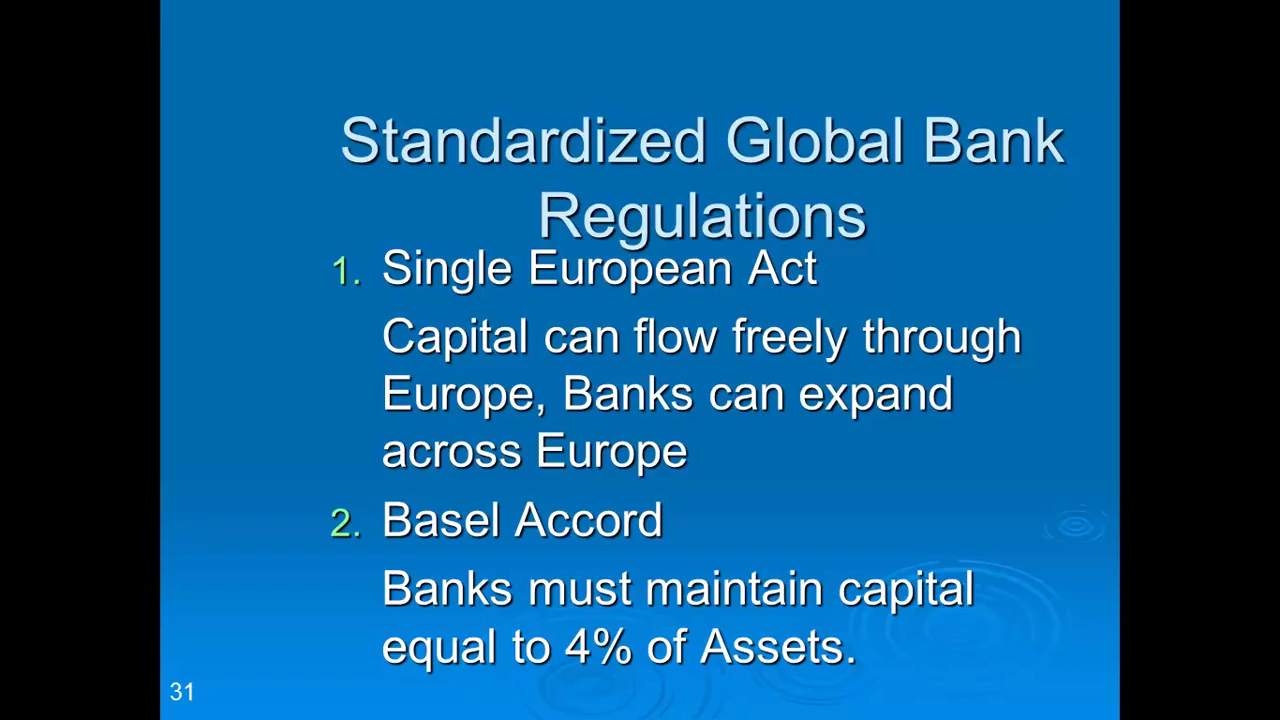 Standardized Global Bank
Regulations
1. Single European Act
Capital can flow freely through
Europe, Banks can expand
across Europe
2. Basel Accord
Banks must maintain capital
equal to 4% of Assets.
31